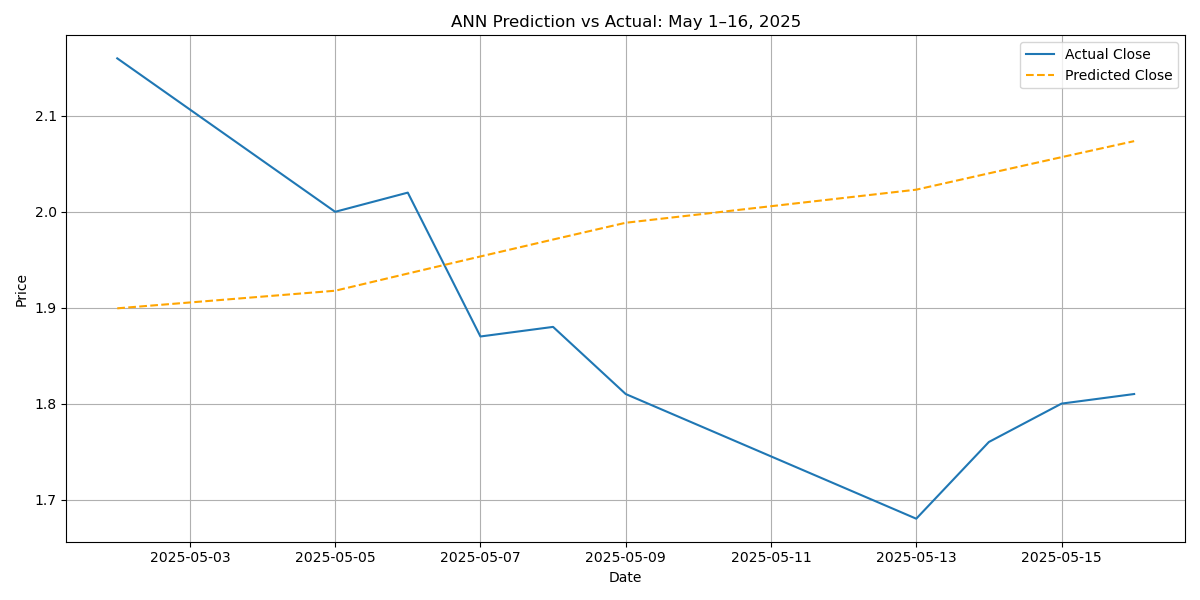 ANN Prediction vs Actual: May 1–16, 2025
Actual Close
Predicted Close
Price
2.1
2.0
1.9
1.8
1.7
2025-05-03
2025-05-05
2025-05-07
2025-05-09
2025-05-11
2025-05-13
2025-05-15
Date